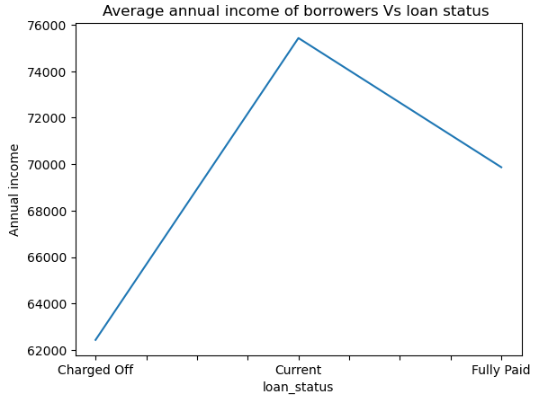 Average annual income of borrowers Vs loan status
76000
74000
72000
70000
68000
66000
64000
62000
Annual income
Charged Off
Current
Fully Paid
loan_status